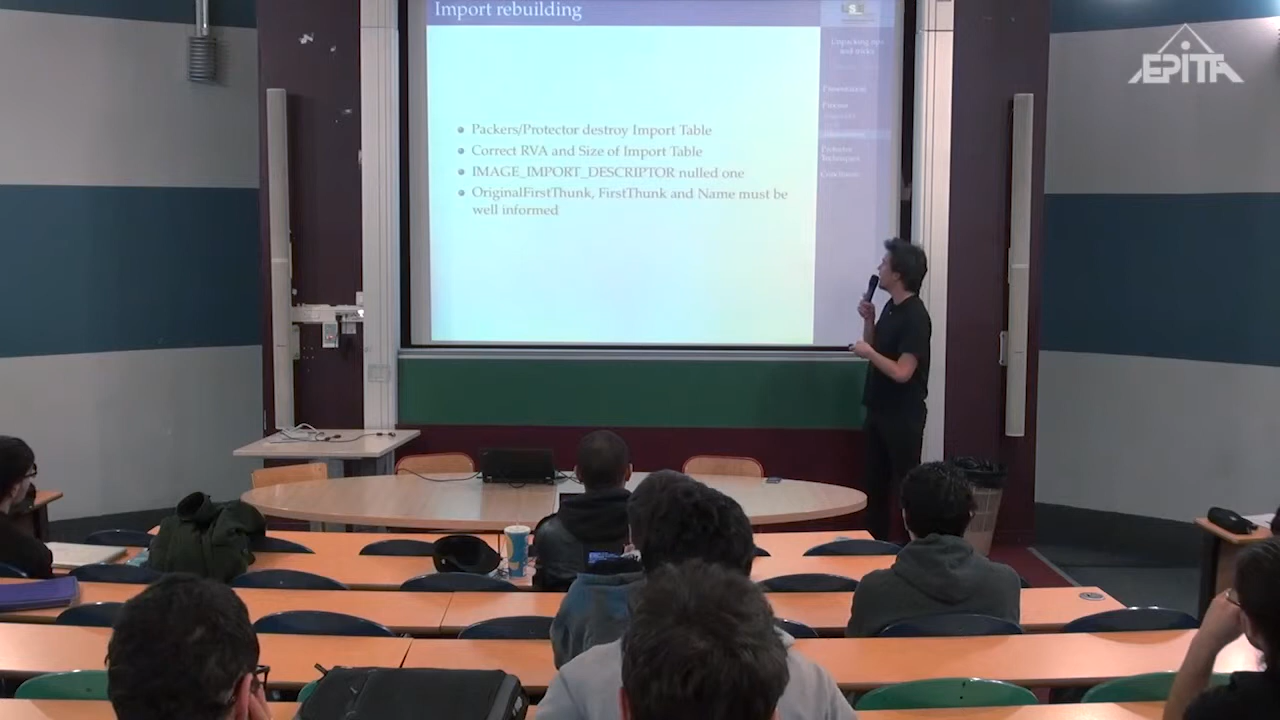 Import rebuilding
Packers/Protector destroy Import Table
Correct RVA and Size of Import Table
IMAGE_IMPORT_DESCRIPTOR nulled one
OriginalFirstThunk, FirstThunk and Name must be
well informed
Unpacking tips
and tricks
Presentation
Process
Protector
Techniques
Conclusion
EPITA